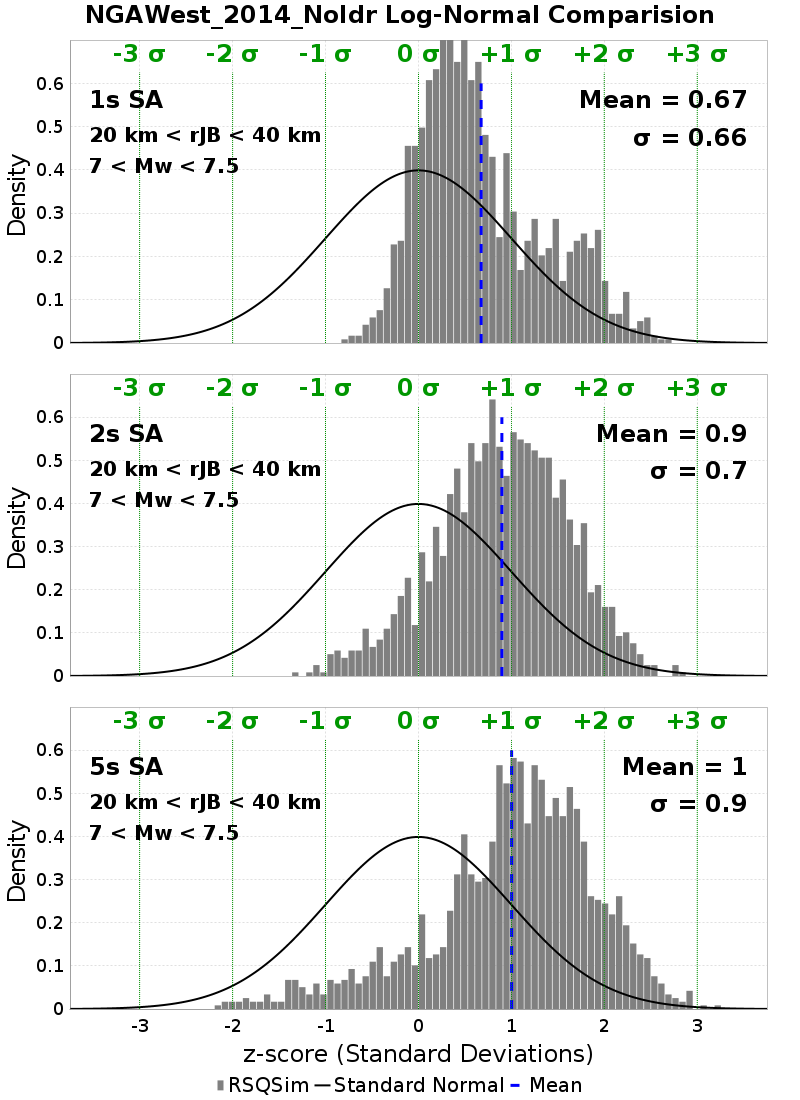 NGAWest_2014_NoIdr Log-Normal Comparision
-3 σ -2 σ -1 σ 0 σ +1 σ +2 σ +3 σ
1s SA
Mean = 0.67
20 km < rJB < 40 km
σ = 0.66
7 < Mw < 7.5
Density
0.6
0.5
0.4
0.3
0.2
0.1
0
-3 σ -2 σ -1 σ 0 σ +1 σ +2 σ +3 σ
2s SA
Mean = 0.9
20 km < rJB < 40 km
σ = 0.7
7 < Mw < 7.5
Density
0.6
0.5
0.4
0.3
0.2
0.1
0
-3 σ -2 σ -1 σ 0 σ +1 σ +2 σ +3 σ
5s SA
Mean = 1
20 km < rJB < 40 km
σ = 0.9
7 < Mw < 7.5
Density
0.6
0.5
0.4
0.3
0.2
0.1
0
-3 -2 -1 0 1 2 3
z-score (Standard Deviations)
RSQSim Standard Normal Mean